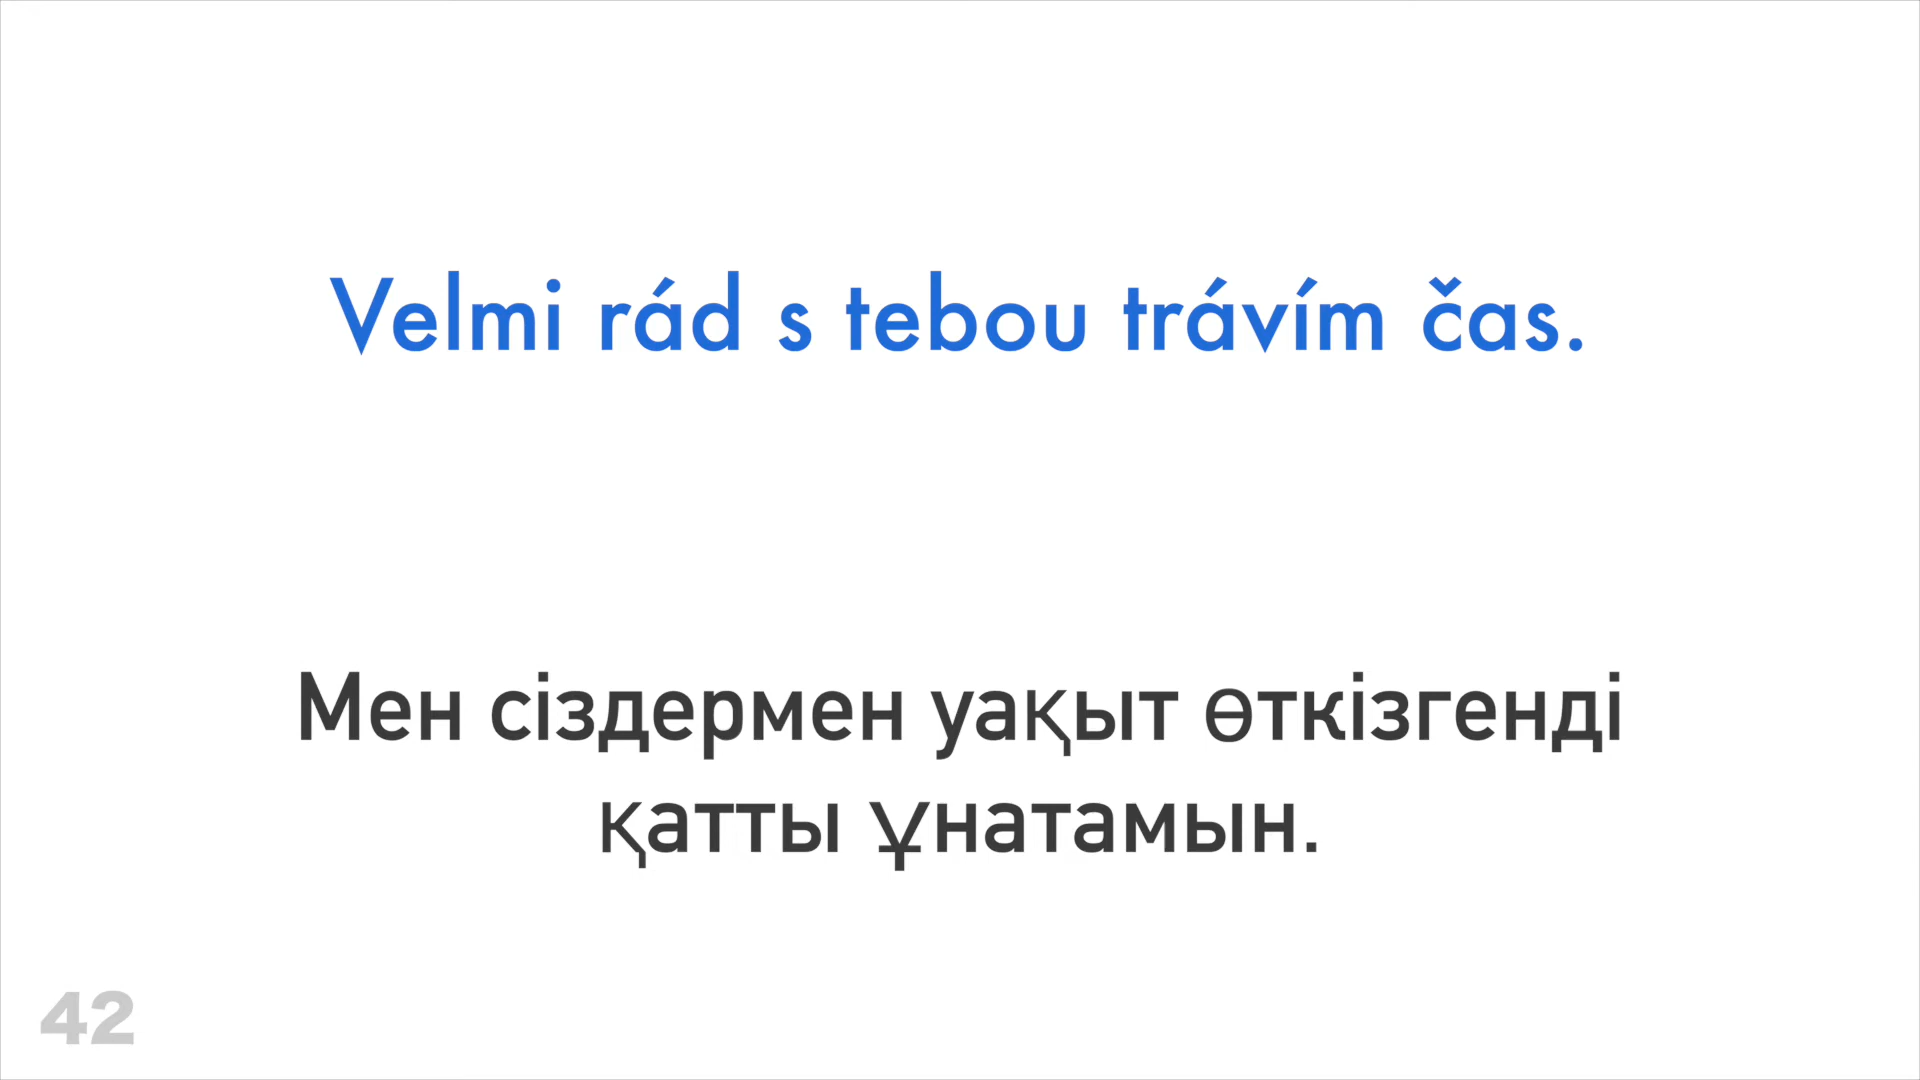 Velmi rád s tebou trávím čas.
Мен сіздермен уақыт өткізгенді
қатты ұнатамын.
42